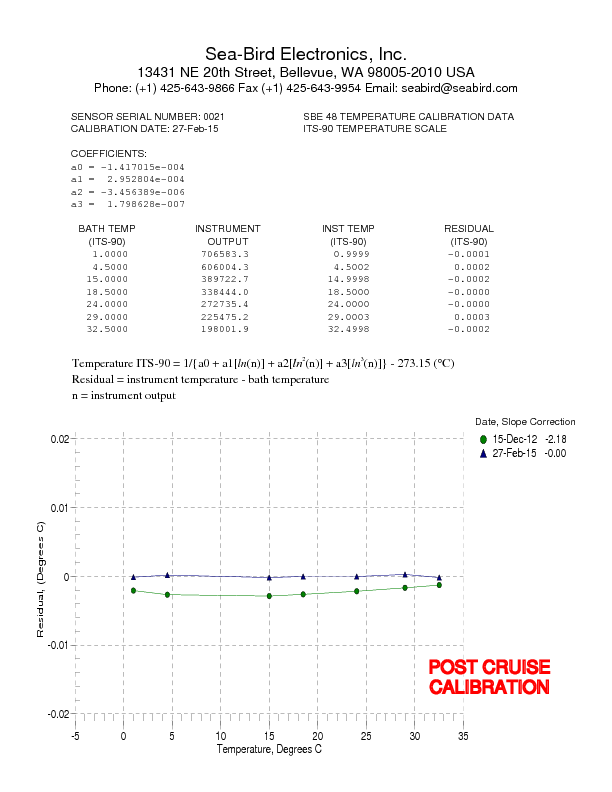 Sea-Bird Electronics, Inc.
13431 NE 20th Street, Bellevue, WA 98005-2010 USA
Phone: (+1) 425-643-9866 Fax (+1) 425-643-9954 Email: seabird@seabird.com
SENSOR SERIAL NUMBER: 0021
CALIBRATION DATE: 27-Feb-15
SBE 48 TEMPERATURE CALIBRATION DATA
ITS-90 TEMPERATURE SCALE
COEFFICIENTS:
a0 = -1.417015e-004
a1 = 2.952804e-004
a2 = -3.456389e-006
a3 = 1.798628e-007
BATH TEMP INSTRUMENT INST TEMP RESIDUAL
(ITS-90) OUTPUT (ITS-90) (ITS-90)
1.0000 706583.3 0.9999 -0.0001
4.5000 606004.3 4.5002 0.0002
15.0000 389722.7 14.9998 -0.0002
18.5000 338444.0 18.5000 -0.0000
24.0000 272735.4 24.0000 -0.0000
29.0000 225475.2 29.0003 0.0003
32.5000 198001.9 32.4998 -0.0002
Temperature ITS-90 = 1/{a0 + a1[ln(n)] + a2[ln²(n)] + a3[ln³(n)]} - 273.15 (°C)
Residual = instrument temperature - bath temperature
n = instrument output
Date, Slope Correction
15-Dec-12 -2.18
27-Feb-15 -0.00
0.02
0.01
0
-0.01
-0.02
Residual, (Degrees C)
POST CRUISE
CALIBRATION
-5 0 5 10 15 20 25 30 35
Temperature, Degrees C